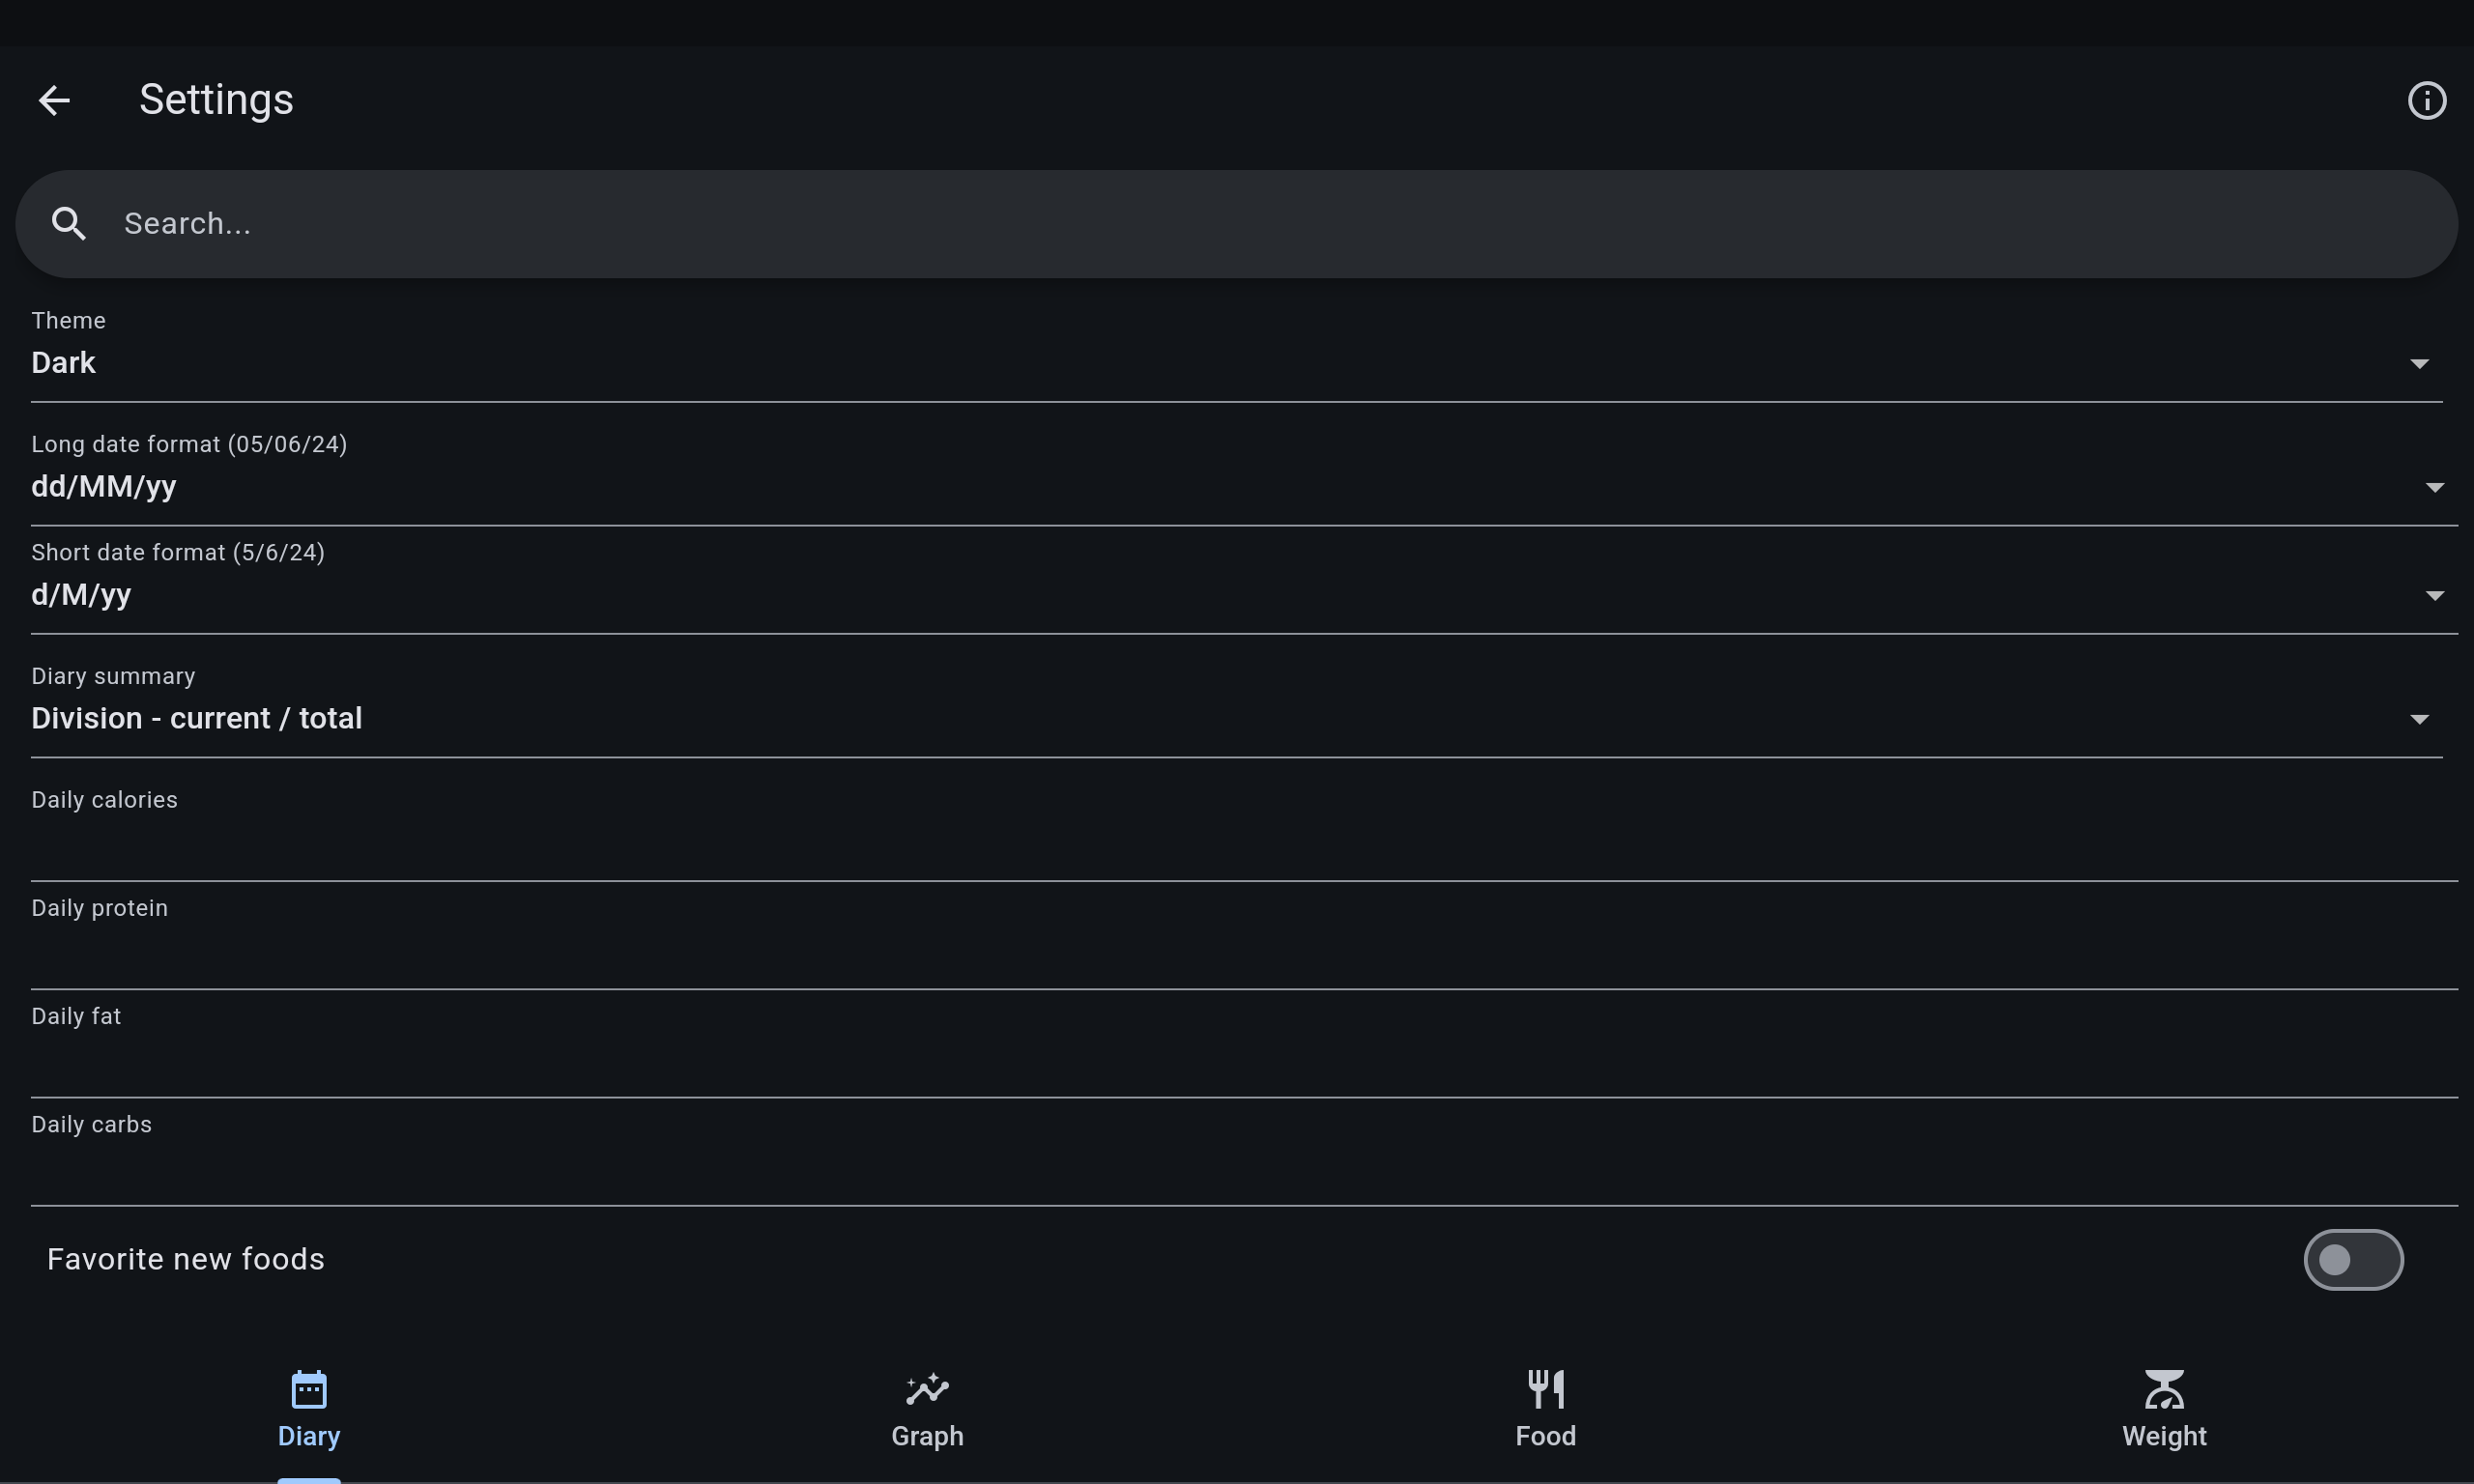 Settings
Search...
Theme
Dark
Long date format (05/06/24)
dd/MM/yy
Short date format (5/6/24)
d/M/yy
Diary summary
Division - current / total
Daily calories
Daily protein
Daily fat
Daily carbs
Favorite new foods
Diary
Graph
Food
Weight